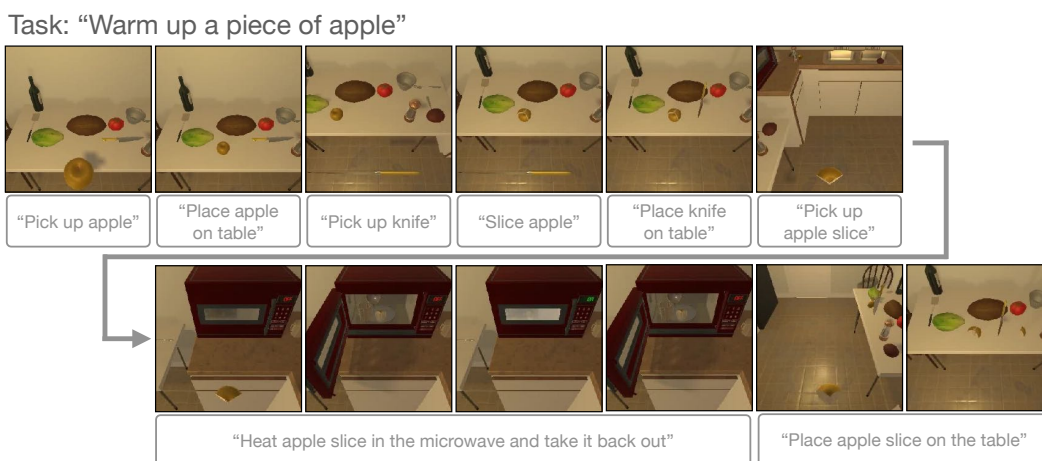 Task: “Warm up a piece of apple”
“Pick up apple”
“Place apple
on table”
“Pick up knife”
“Slice apple”
“Place knife
on table”
“Pick up
apple slice”
“Heat apple slice in the microwave and take it back out”
“Place apple slice on the table”